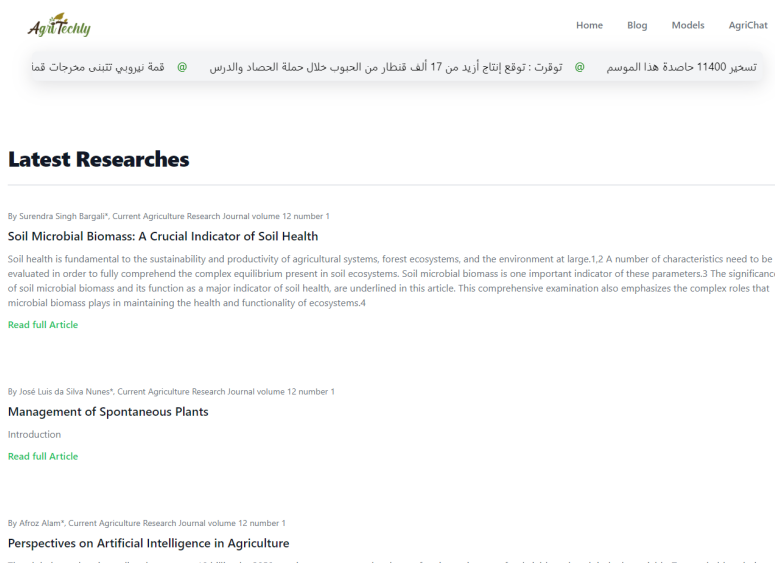 AgriTechly
Home Blog Models AgriChat
تسخير 11400 حاصدة هذا الموسم @ توقرت : توقع إنتاج أزيد من 17 ألف قنطار من الحبوب خلال حملة الحصاد والدرس @ قمة نيروبي تتبنى مخرجات
Latest Researches
By Surendra Singh Bargali*, Current Agriculture Research Journal volume 12 number 1
Soil Microbial Biomass: A Crucial Indicator of Soil Health
Soil health is fundamental to the sustainability and productivity of agricultural systems, forest ecosystems, and the environment at large.1,2 A number of characteristics need to be
evaluated in order to fully comprehend the complex equilibrium present in soil ecosystems. Soil microbial biomass is one important indicator of these parameters.3 The significance
of soil microbial biomass and its function as a major indicator of soil health, are underlined in this article. This comprehensive examination also emphasizes the complex roles that
microbial biomass plays in maintaining the health and functionality of ecosystems.4
Read full Article
By José Luis da Silva Nunes*, Current Agriculture Research Journal volume 12 number 1
Management of Spontaneous Plants
Introduction
Read full Article
By Afroz Alam*, Current Agriculture Research Journal volume 12 number 1
Perspectives on Artificial Intelligence in Agriculture